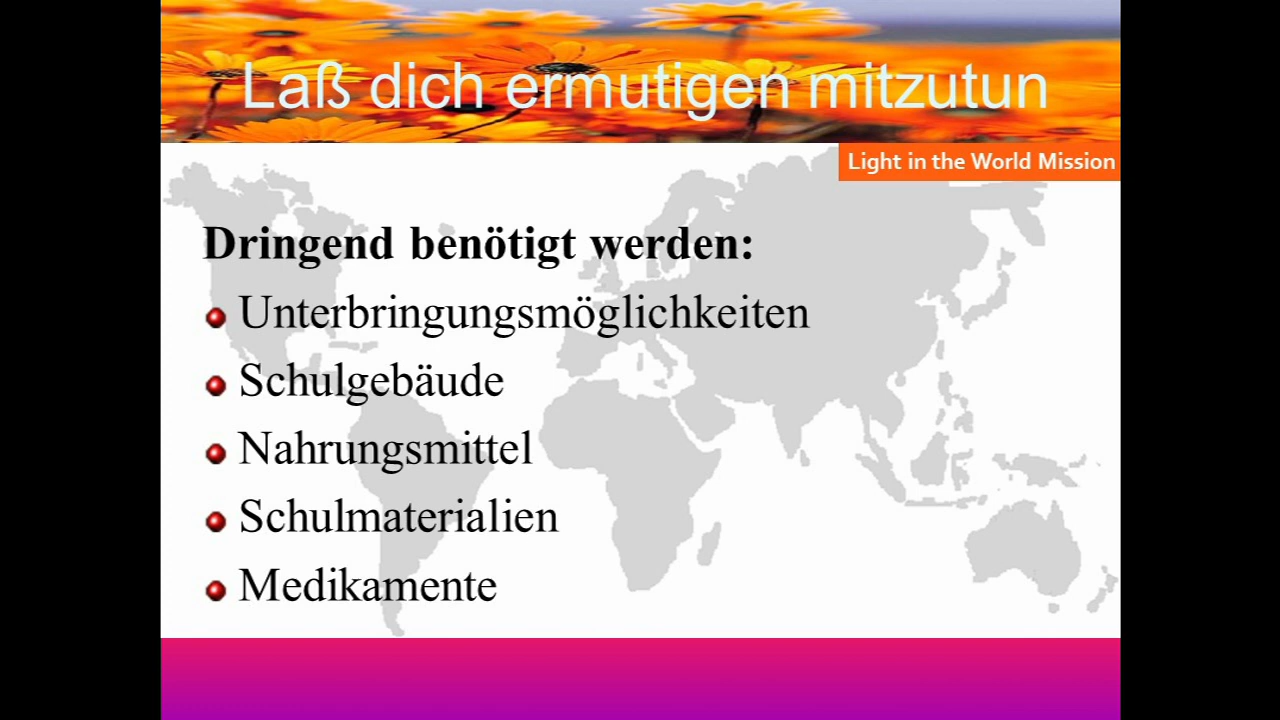 Laß dich ermutigen mitzutun
Light in the World Mission
Dringend benötigt werden:
Unterbringungsmöglichkeiten
Schulgebäude
Nahrungsmittel
Schulmaterialien
Medikamente